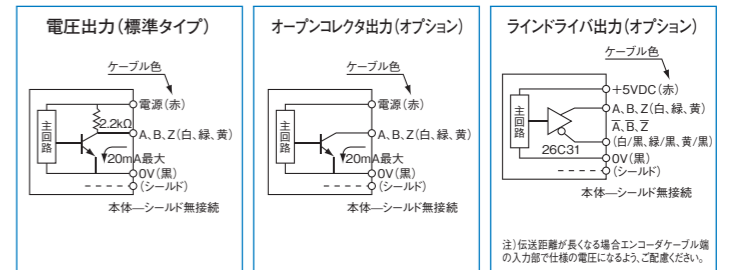 電圧出力(標準タイプ)
ケーブル色
電源(赤)
2.2kΩ
主回路
A、B、Z(白、緑、黄)
20mA最大
0V(黒)
(シールド)
本体―シールド無接続
オープンコレクタ出力(オプション)
ケーブル色
電源(赤)
主回路
A、B、Z(白、緑、黄)
20mA最大
0V(黒)
(シールド)
本体―シールド無接続
ラインドライバ出力(オプション)
ケーブル色
+5VDC(赤)
主回路
A、B、Z(白、緑、黄)
A̅、B̅、Z̅
(白/黒、緑/黒、黄/黒)
26C31
0V(黒)
(シールド)
本体―シールド無接続
注)伝送距離が長くなる場合エンコーダケーブル端
の入力部で仕様の電圧になるよう、ご配慮ください。